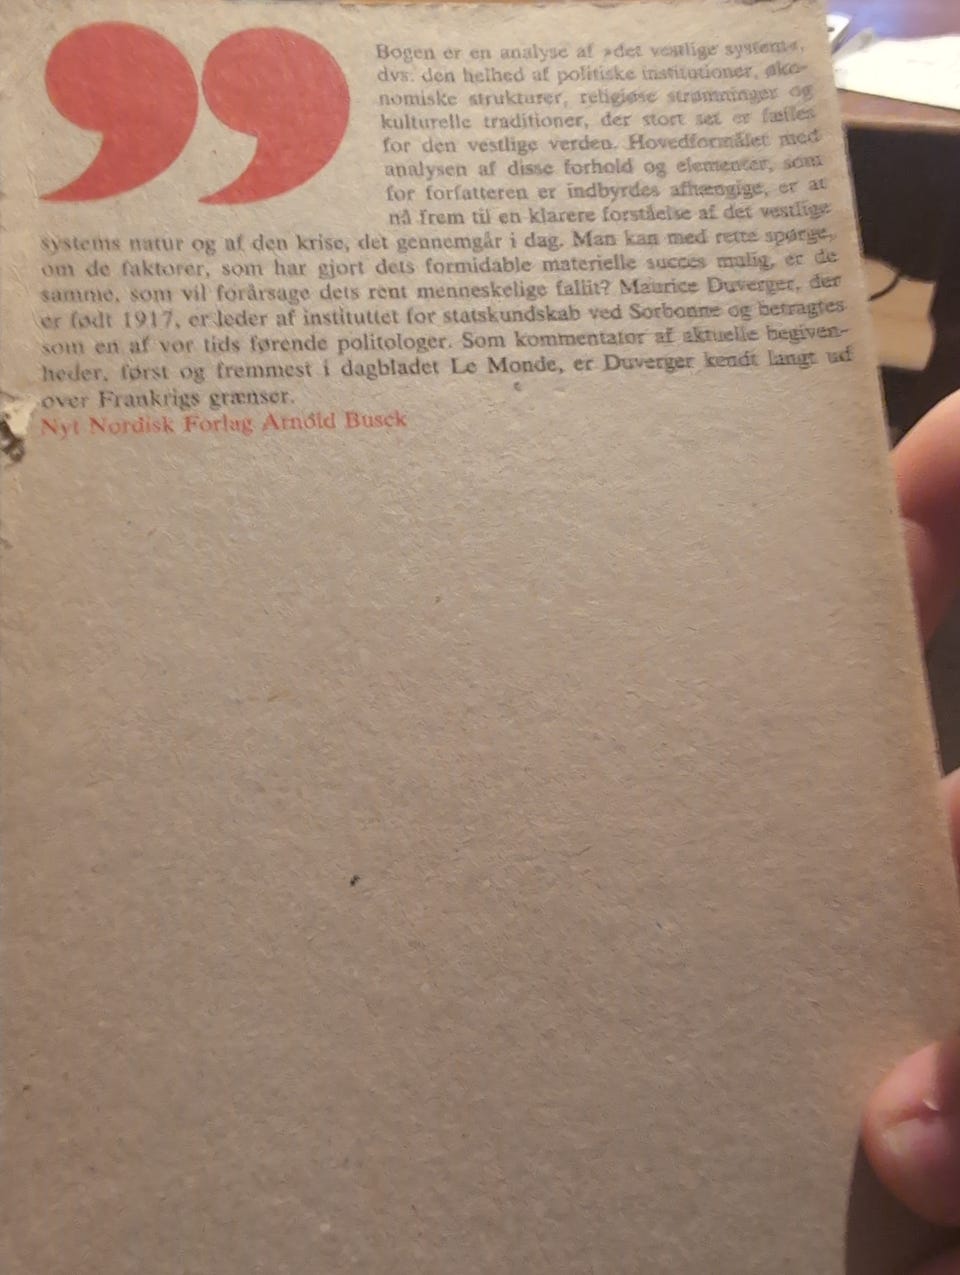 Bogen er en analyse af »det vestlige system«,
dvs. den helhed af politiske institutioner, øko-
nomiske strukturer, religiøse strømninger og
kulturelle traditioner, der stort set er fælles
for den vestlige verden. Hovedformålet med
analysen af disse forhold og elementer, som
for forfatteren er indbyrdes afhængige, er at
nå frem til en klarere forståelse af det vestlige
systems natur og af den krise, det gennemgår i dag. Man kan med rette spørge,
om de faktorer, som har gjort dets formidable materielle succes mulig, er de
samme, som vil forårsage dets rent menneskelige fallit? Maurice Duverger, der
er født 1917, er leder af instituttet for statskundskab ved Sorbonne og betragtes
som en af vor tids førende politologer. Som kommentator af aktuelle begiven-
heder, først og fremmest i dagbladet Le Monde, er Duverger kendt langt ud
over Frankrigs grænser.
Nyt Nordisk Forlag Arnold Busck